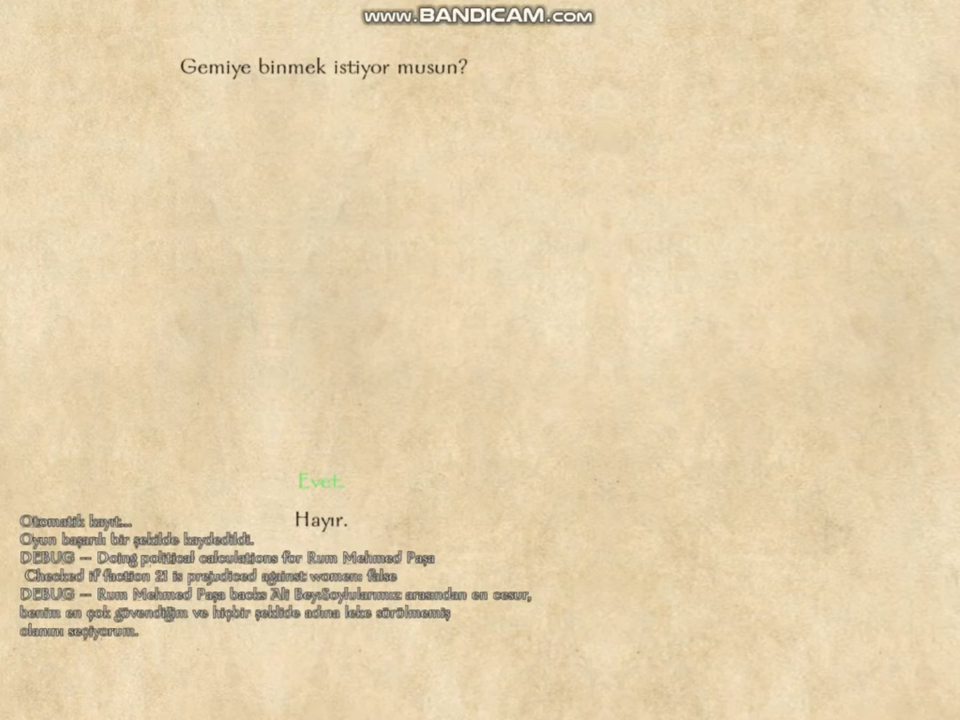 www.BANDICAM.com
Gemiye binmek istiyor musun?
Evet.
Hayır.
Otomatik kayıt...
Oyun başarılı bir şekilde kaydedildi.
DEBUG -- Doing political calculations for Rum Mehmed Paşa
Checked if faction 21 is prejudiced against women: false
DEBUG -- Rum Mehmed Paşa backs Ali Bey:Soylularımız arasından en cesur,
benim en çok güvendiğim ve hiçbir şekilde adına leke sürülmemiş
olanını seçiyorum.